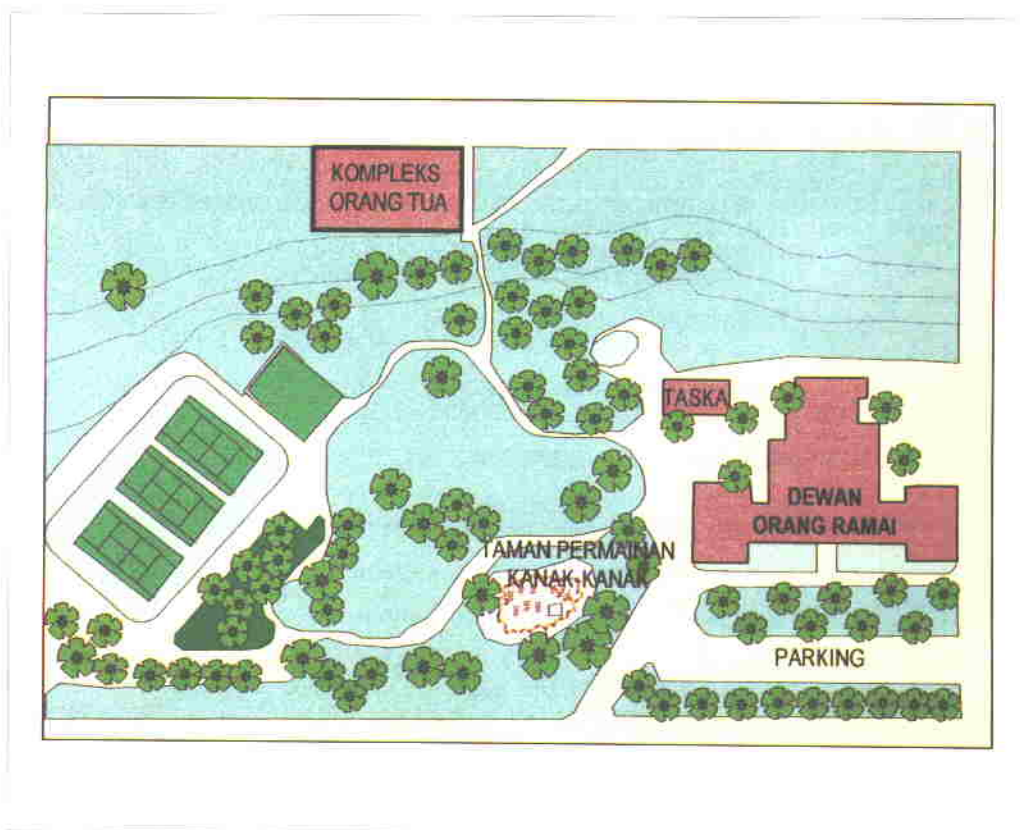 KOMPLEKS
ORANG TUA
TASKA
DEWAN
ORANG RAMAI
TAMAN PERMAINAN
KANAK-KANAK
PARKING